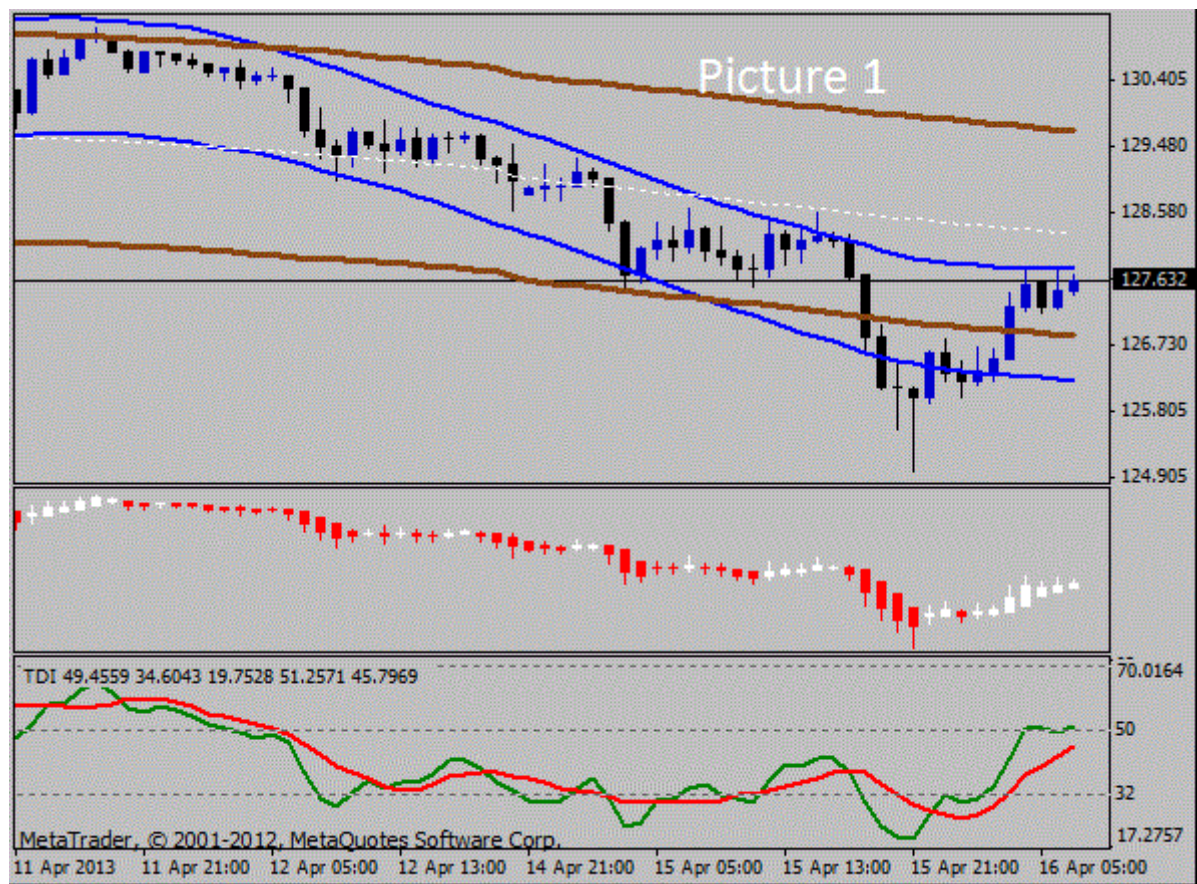 Picture 1
130.405
129.480
128.580
127.632
126.730
125.805
124.905
TDI 49.4559 34.6043 19.7528 51.2571 45.7969
70.0164
50
32
17.2757
MetaTrader, © 2001-2012, MetaQuotes Software Corp.
11 Apr 2013 11 Apr 21:00 12 Apr 05:00 12 Apr 13:00 14 Apr 21:00 15 Apr 05:00 15 Apr 13:00 15 Apr 21:00 16 Apr 05:00